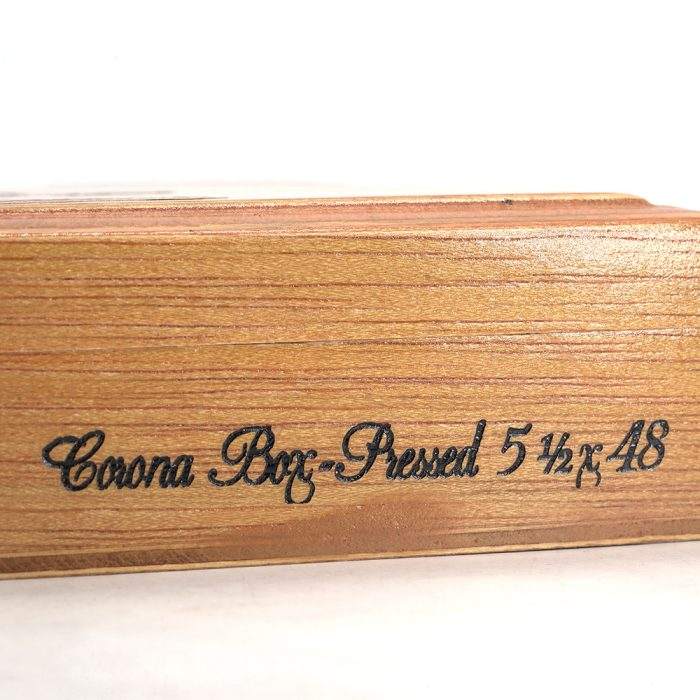 Corona Box-Pressed 5 ½ x 48